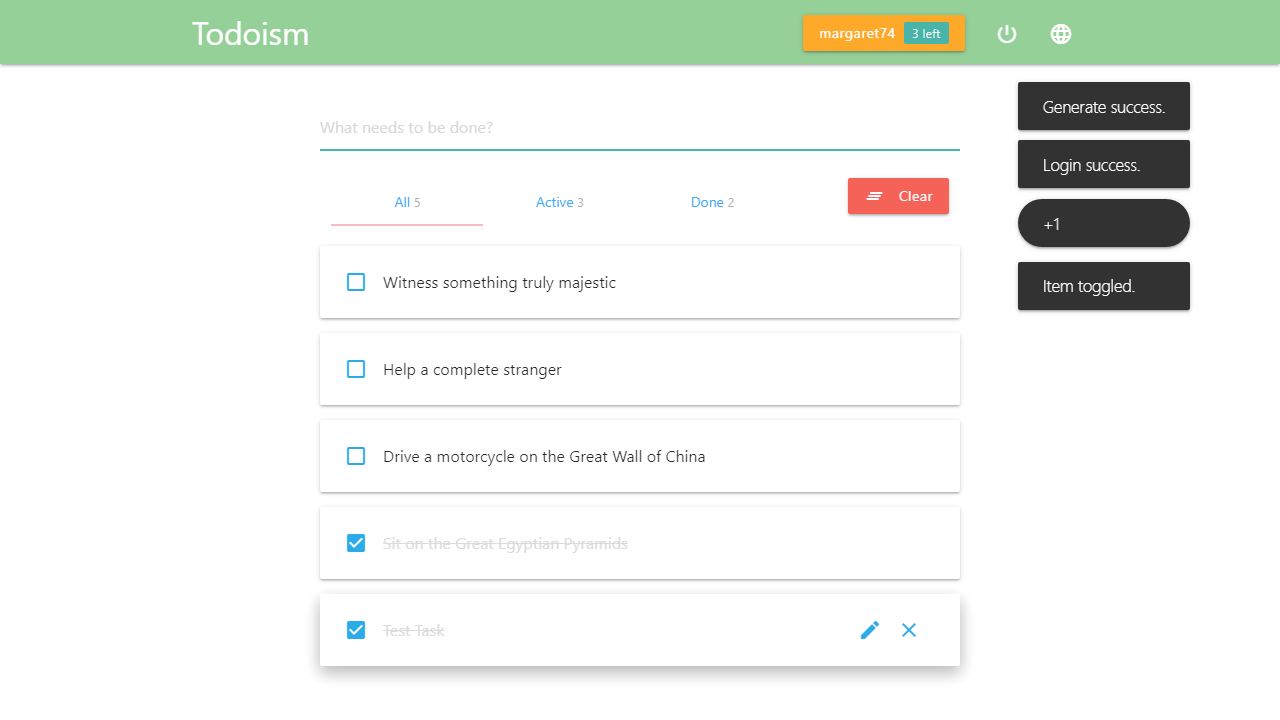 Todoism
margaret74 3 left
What needs to be done?
All 5
Active 3
Done 2
Clear
Witness something truly majestic
Help a complete stranger
Drive a motorcycle on the Great Wall of China
Sit on the Great Egyptian Pyramids
Test Task
Generate success.
Login success.
+1
Item toggled.